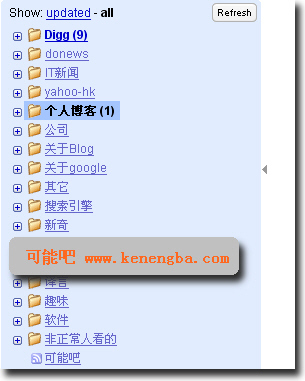 Show: updated - all Refresh
Digg (9)
donews
IT新闻
yahoo-hk
个人博客 (1)
公司
关于Blog
关于google
其它
搜索引擎
新奇
可能吧 www.kenengba.com
译言
趣味
软件
非正常人看的
可能吧